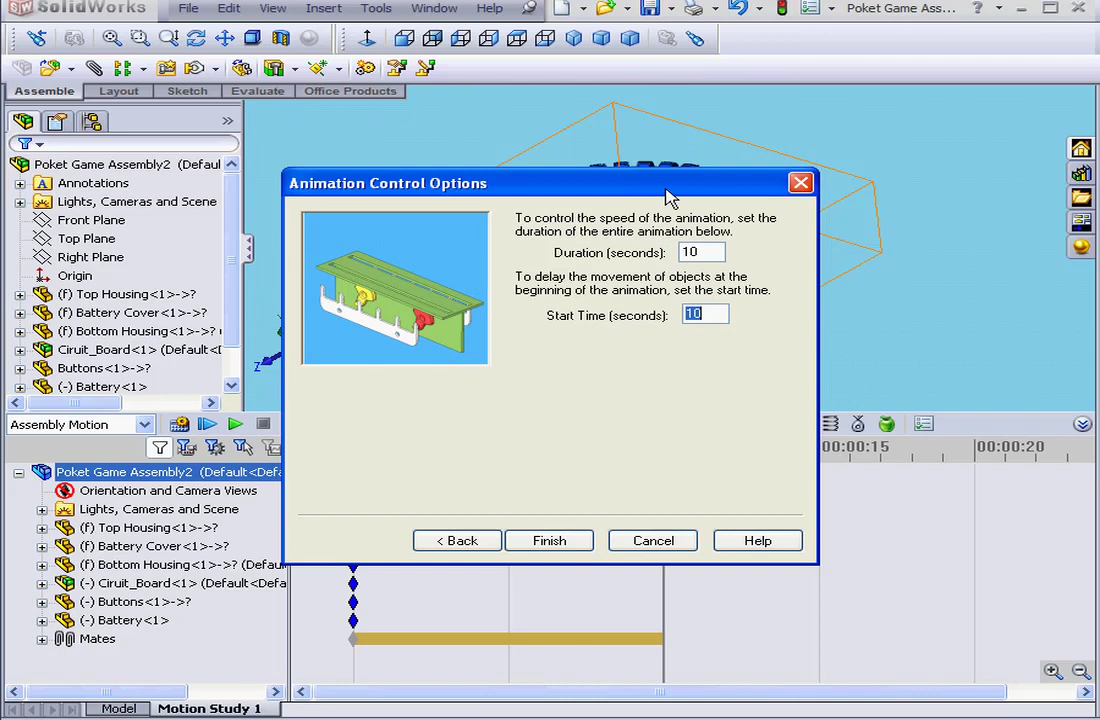 SolidWorks File Edit View Insert Tools Window Help Poket Game Ass...
Assemble Layout Sketch Evaluate Office Products
Poket Game Assembly2 (Defaul
Annotations
Lights, Cameras and Scene
Front Plane
Top Plane
Right Plane
Origin
(f) Top Housing<1>->?
(f) Battery Cover<1>->?
(f) Bottom Housing<1>->?
Ciruit_Board<1> (Default<D
Buttons<1>->?
(-) Battery<1>
Z
Animation Control Options
To control the speed of the animation, set the
duration of the entire animation below.
Duration (seconds): 10
To delay the movement of objects at the
beginning of the animation, set the start time.
Start Time (seconds): 10
< Back Finish Cancel Help
Assembly Motion
00:00:15 00:00:20
Poket Game Assembly2 (Default<Def
Orientation and Camera Views
Lights, Cameras and Scene
(f) Top Housing<1>->?
(f) Battery Cover<1>->?
(f) Bottom Housing<1>->? (Defau
(-) Ciruit_Board<1> (Default<Def
(-) Buttons<1>->?
(-) Battery<1>
Mates
Model Motion Study 1